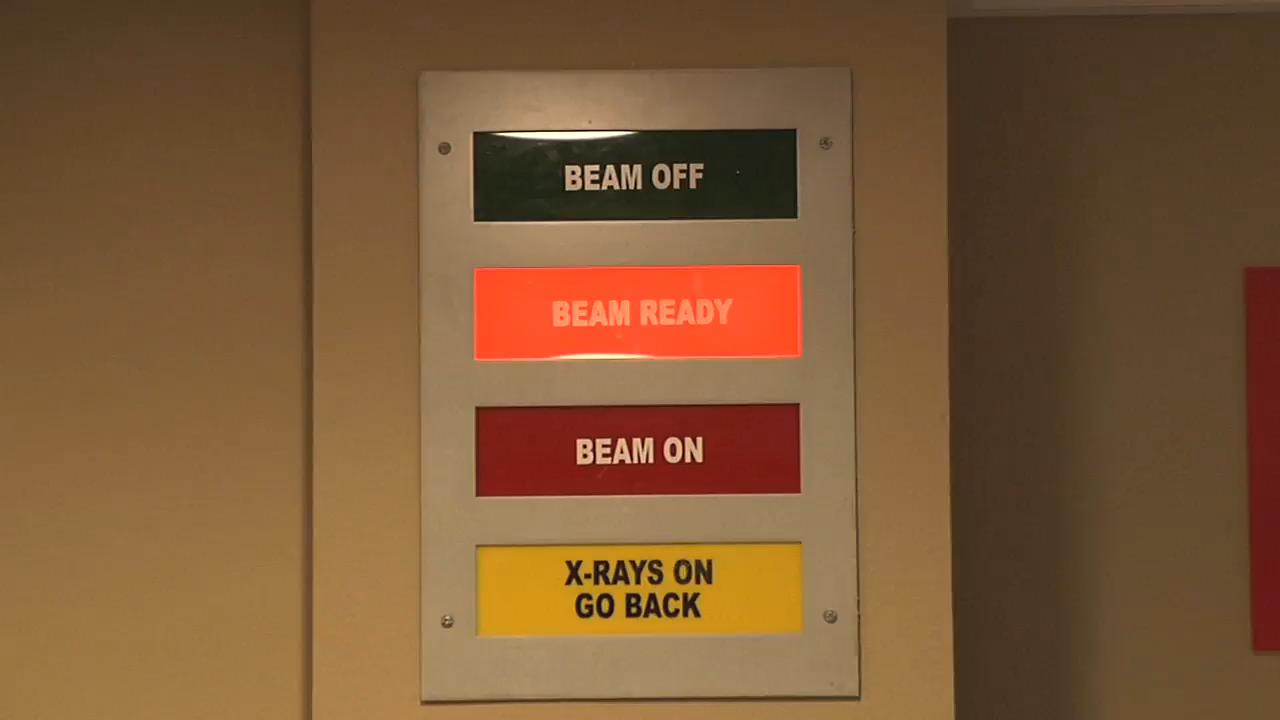 BEAM OFF
BEAM READY
BEAM ON
X-RAYS ON
GO BACK